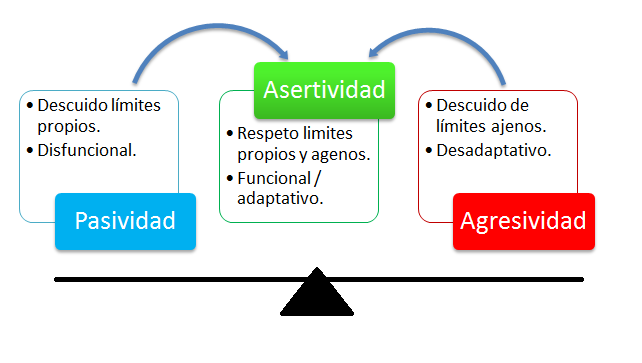 • Descuido límites
propios.
• Disfuncional.
Pasividad
Asertividad
• Respeto limites
propios y agenos.
• Funcional /
adaptativo.
• Descuido de
límites ajenos.
• Desadaptativo.
Agresividad